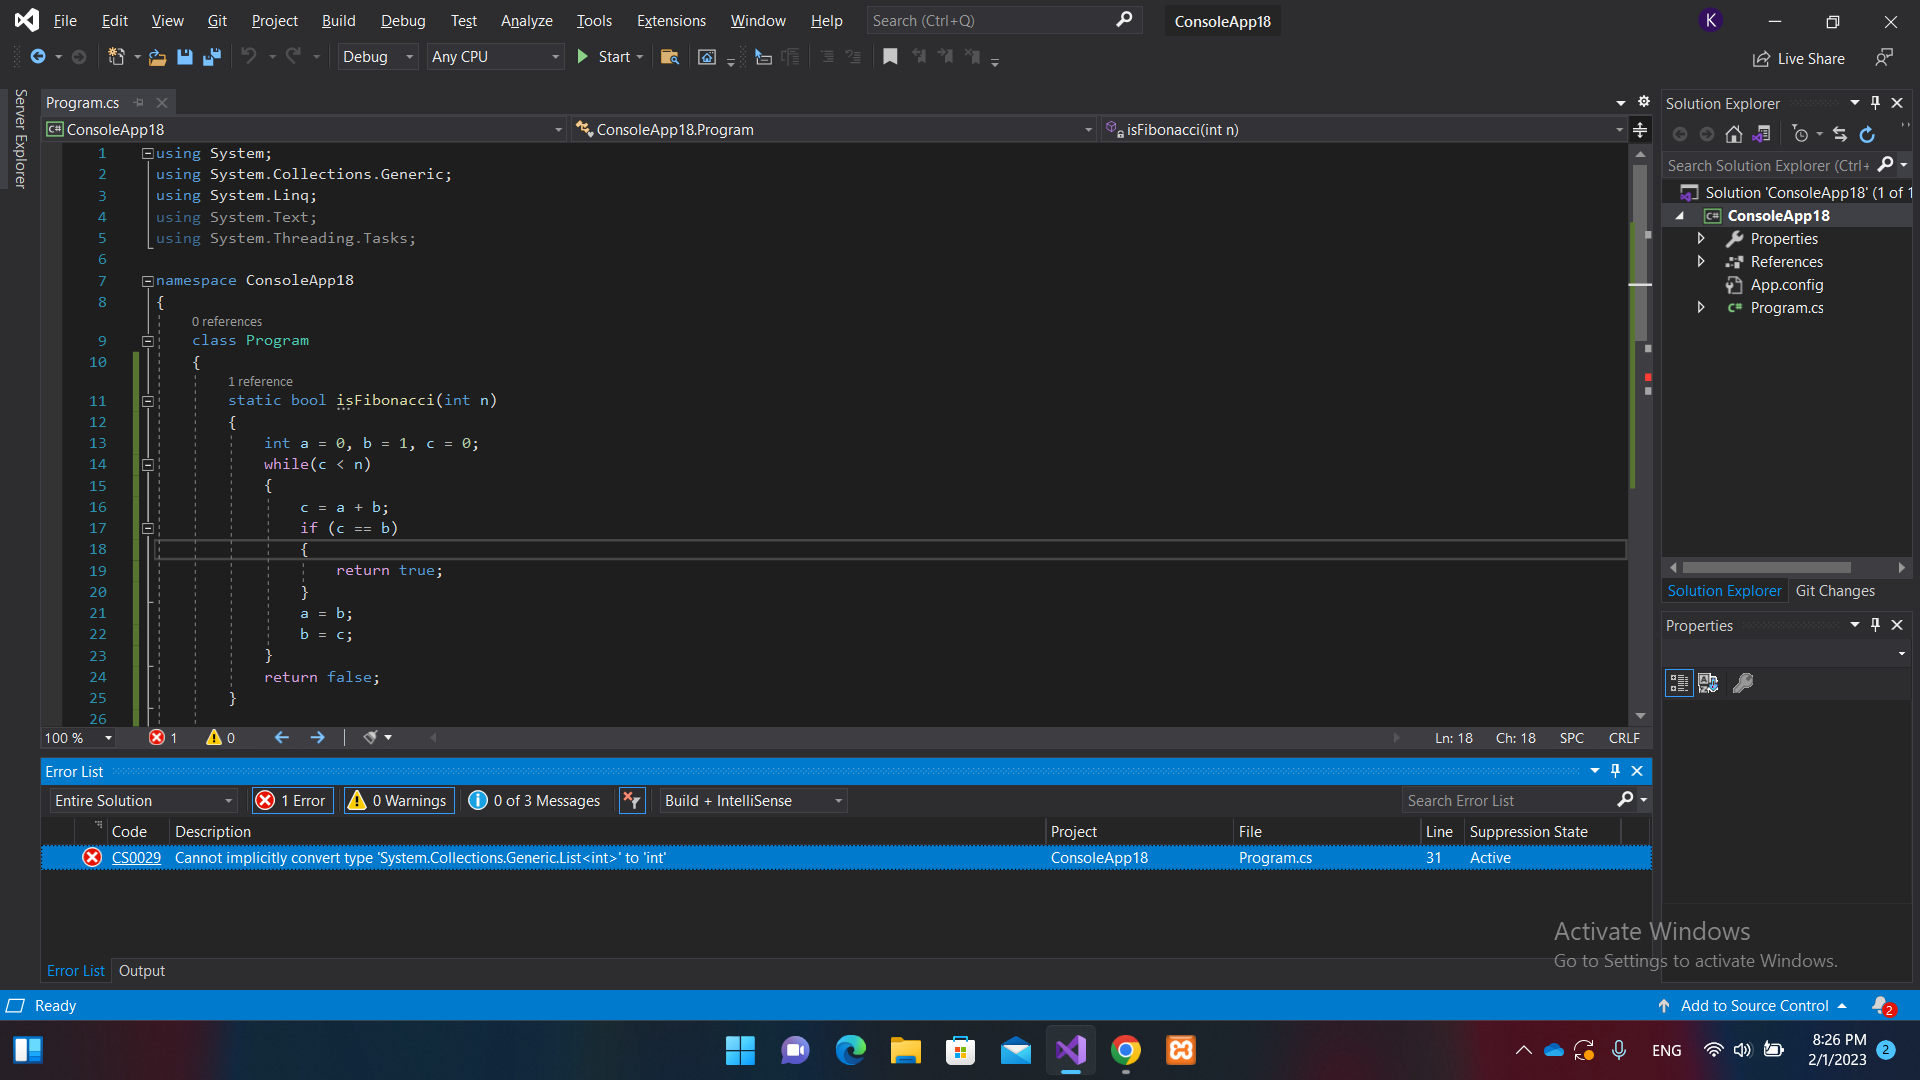 File Edit View Git Project Build Debug Test Analyze Tools Extensions Window Help Search (Ctrl+Q) ConsoleApp18 K
Debug Any CPU Start Live Share
Server Explorer
Program.cs
ConsoleApp18 ConsoleApp18.Program isFibonacci(int n)
1 using System;
2 using System.Collections.Generic;
3 using System.Linq;
4 using System.Text;
5 using System.Threading.Tasks;
6
7 namespace ConsoleApp18
8 {
0 references
9 class Program
10 {
1 reference
11 static bool isFibonacci(int n)
12 {
13 int a = 0, b = 1, c = 0;
14 while(c < n)
15 {
16 c = a + b;
17 if (c == b)
18 {
19 return true;
20 }
21 a = b;
22 b = c;
23 }
24 return false;
25 }
26
100 % 1 0 Ln: 18 Ch: 18 SPC CRLF
Solution Explorer
Search Solution Explorer (Ctrl+
Solution 'ConsoleApp18' (1 of 1
ConsoleApp18
Properties
References
App.config
Program.cs
Solution Explorer Git Changes
Properties
Error List
Entire Solution 1 Error 0 Warnings 0 of 3 Messages Build + IntelliSense Search Error List
Code Description Project File Line Suppression State
CS0029 Cannot implicitly convert type 'System.Collections.Generic.List<int>' to 'int' ConsoleApp18 Program.cs 31 Active
Activate Windows
Go to Settings to activate Windows.
Error List Output
Ready Add to Source Control 2
ENG 8:26 PM 2
2/1/2023